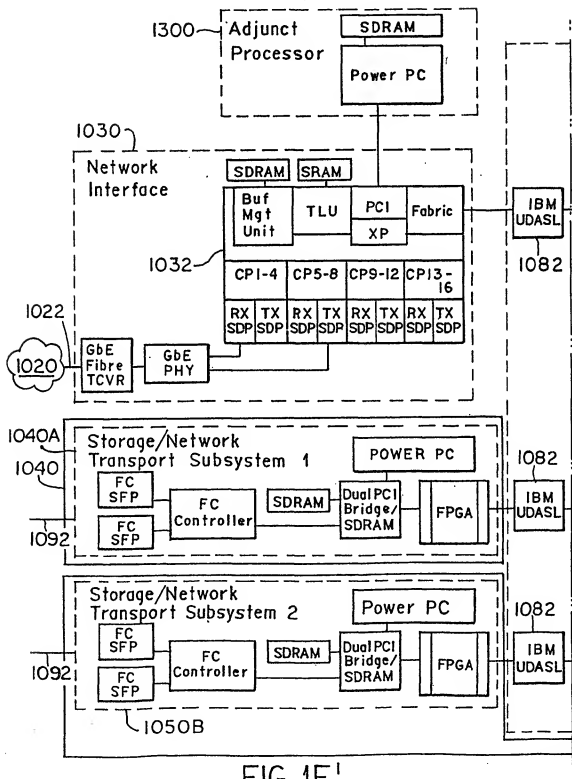 1300
Adjunct
Processor
SDRAM
Power PC
1030
Network
Interface
SDRAM
SRAM
Buf
Mgt
Unit
TLU
PCI
XP
Fabric
IBM
UDASL
1082
1032
CP1-4
CP5-8
CP9-12
CP13-
16
RX
SDP
TX
SDP
RX
SDP
TX
SDP
RX
SDP
TX
SDP
RX
SDP
TX
SDP
1022
1020
GbE
Fibre
TCVR
GbE
PHY
1040A
1040
Storage/Network
Transport Subsystem 1
POWER PC
FC
SFP
FC
SFP
FC
Controller
SDRAM
Dual PCI
Bridge/
SDRAM
FPGA
1082
IBM
UDASL
1092
Storage/Network
Transport Subsystem 2
Power PC
FC
SFP
FC
SFP
FC
Controller
SDRAM
Dual PCI
Bridge/
SDRAM
FPGA
1082
IBM
UDASL
1092
1050B
FIG. 1E'